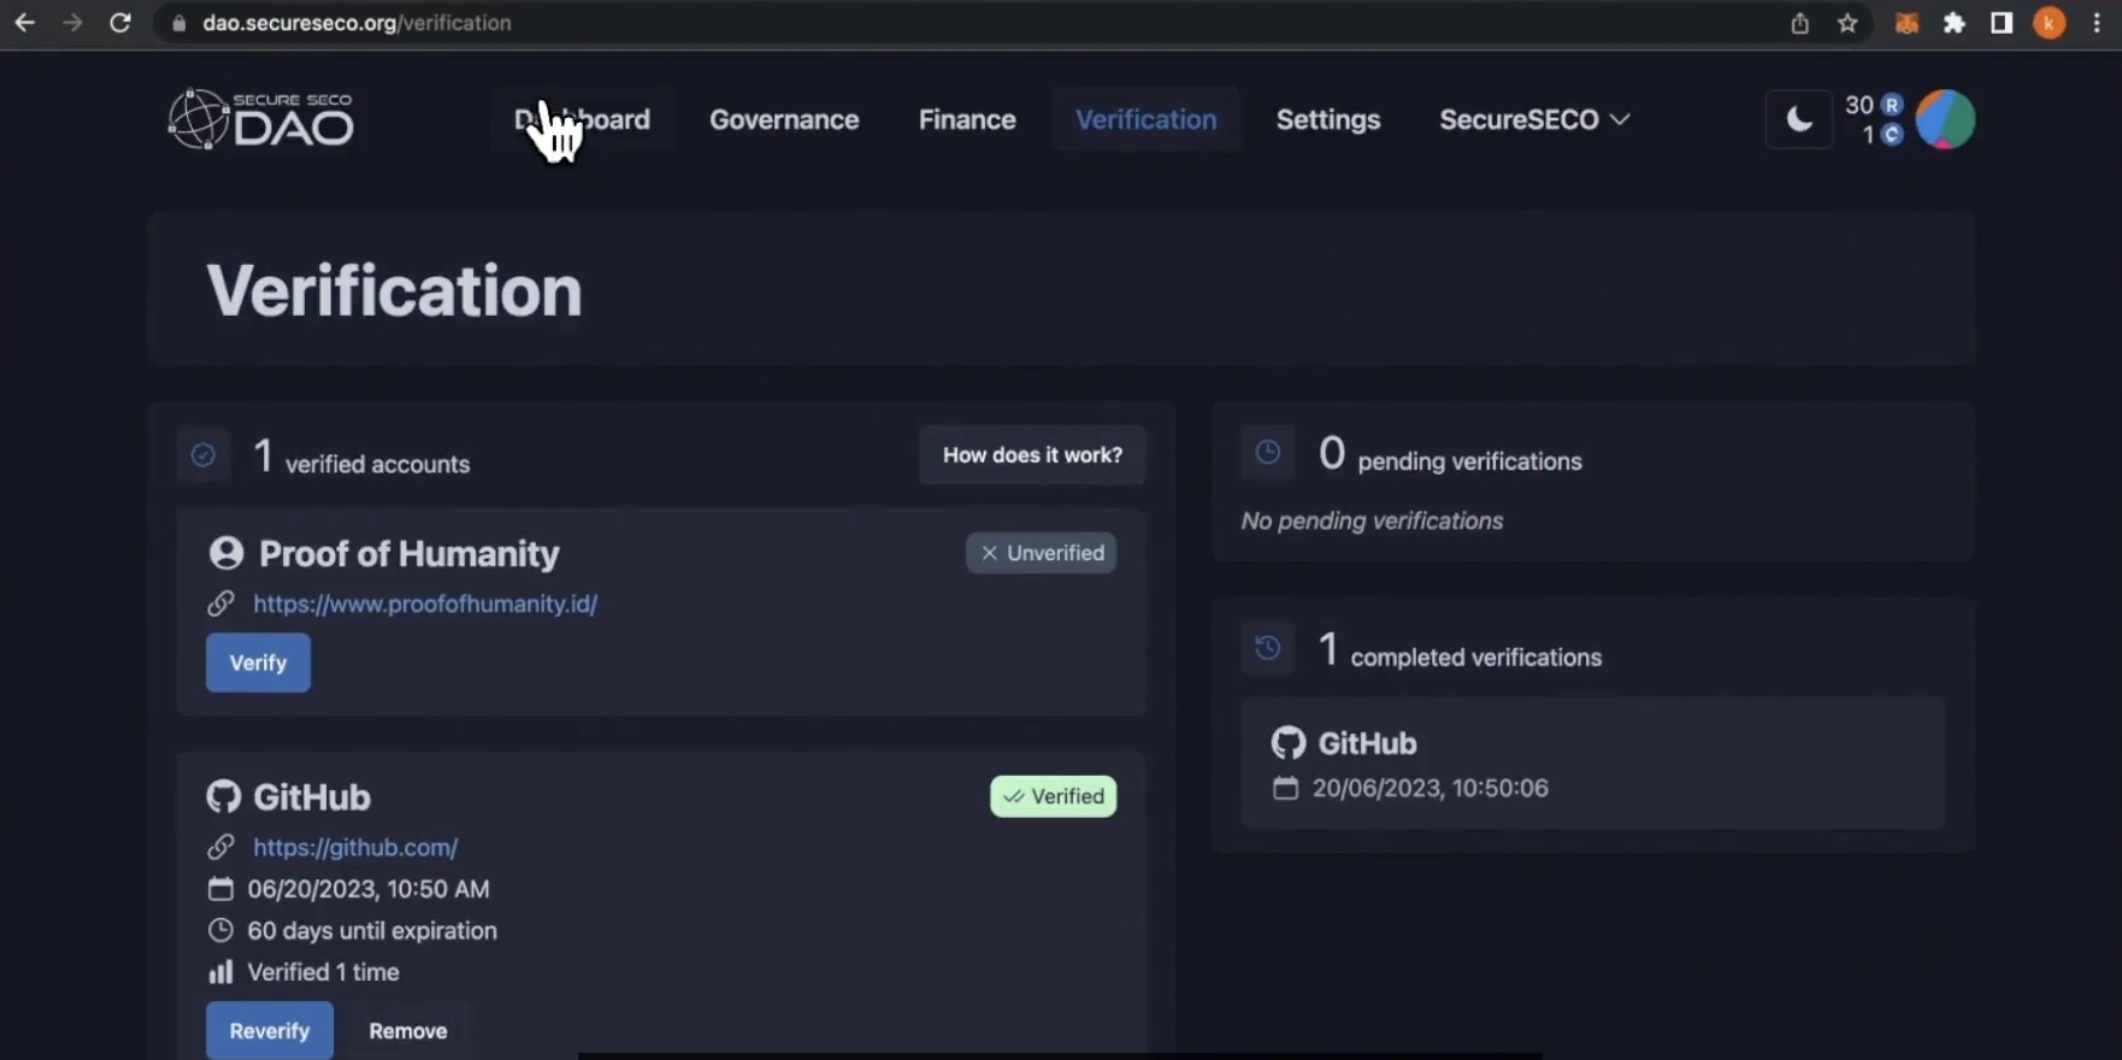 dao.secureseco.org/verification
k
SECURE SECO
DAO
Governance
Finance
Verification
Settings
SecureSECO
30 R
1 C
Verification
1 verified accounts
How does it work?
Proof of Humanity
Unverified
https://www.proofofhumanity.id/
Verify
GitHub
Verified
https://github.com/
06/20/2023, 10:50 AM
60 days until expiration
Verified 1 time
Reverify
Remove
0 pending verifications
No pending verifications
1 completed verifications
GitHub
20/06/2023, 10:50:06